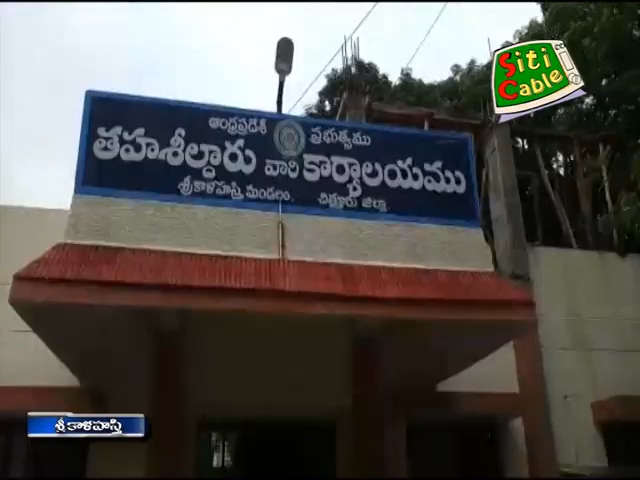 Siti
Cable
ఆంధ్రప్రదేశ్ ప్రభుత్వము
తహశీల్దారు వారి కార్యాలయము
శ్రీకాళహస్తి మండలం. చిత్తూరు జిల్లా.
శ్రీకాళహస్తి